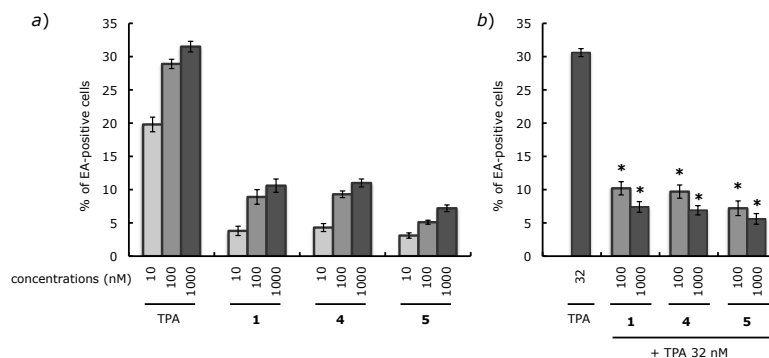 a)
% of EA-positive cells
35
30
25
20
15
10
5
0
concentrations (nM)
10 100 1000 10 100 1000 10 100 1000 10 100 1000
TPA 1 4 5
b)
% of EA-positive cells
35
30
25
20
15
10
5
0
* * * * * *
32 100 1000 100 1000 100 1000
TPA 1 4 5
+ TPA 32 nM